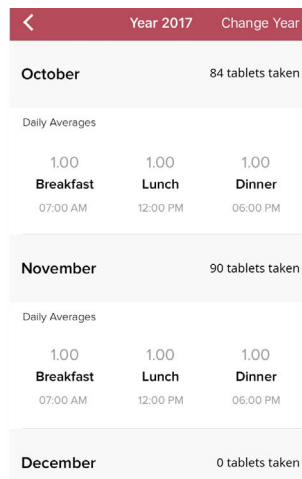 Year 2017 Change Year
October 84 tablets taken
Daily Averages
1.00 1.00 1.00
Breakfast Lunch Dinner
07:00 AM 12:00 PM 06:00 PM
November 90 tablets taken
Daily Averages
1.00 1.00 1.00
Breakfast Lunch Dinner
07:00 AM 12:00 PM 06:00 PM
December 0 tablets taken